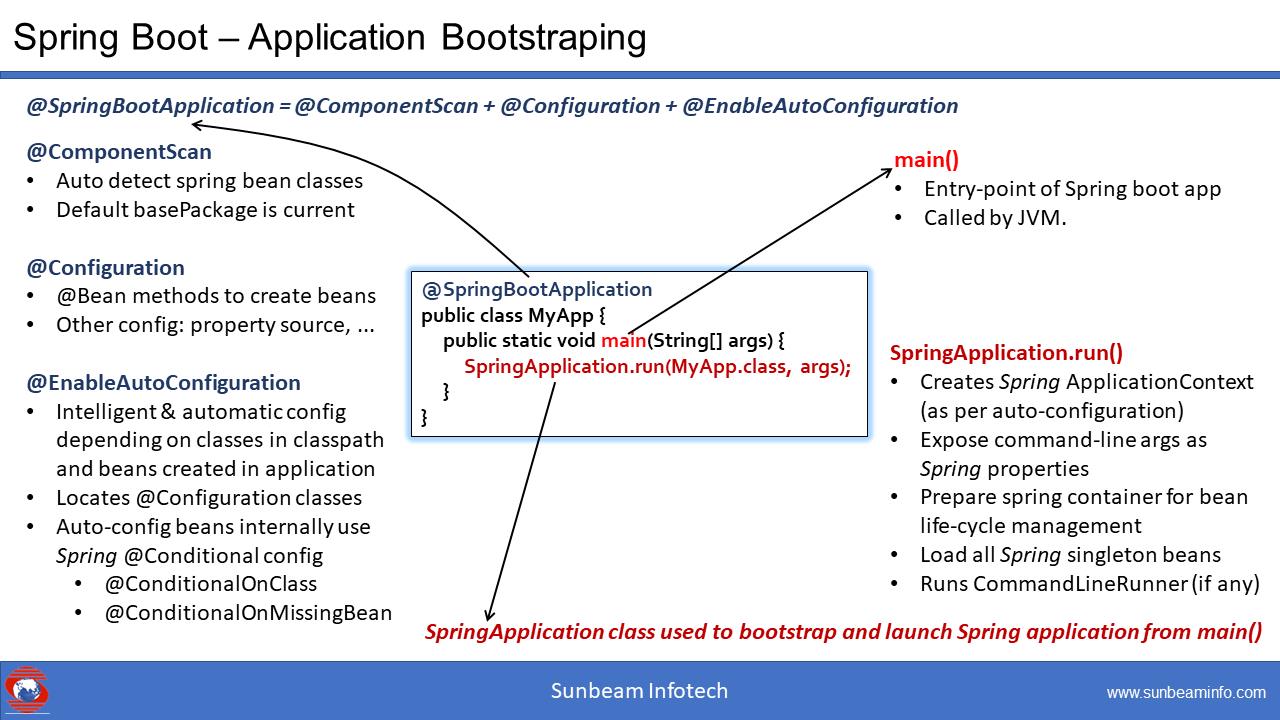 Spring Boot – Application Bootstraping
@SpringBootApplication = @ComponentScan + @Configuration + @EnableAutoConfiguration
@ComponentScan
• Auto detect spring bean classes
• Default basePackage is current
@Configuration
• @Bean methods to create beans
• Other config: property source, ...
@EnableAutoConfiguration
• Intelligent & automatic config
depending on classes in classpath
and beans created in application
• Locates @Configuration classes
• Auto-config beans internally use
Spring @Conditional config
• @ConditionalOnClass
• @ConditionalOnMissingBean
@SpringBootApplication
public class MyApp {
public static void main(String[] args) {
SpringApplication.run(MyApp.class, args);
}
}
main()
• Entry-point of Spring boot app
• Called by JVM.
SpringApplication.run()
• Creates Spring ApplicationContext
(as per auto-configuration)
• Expose command-line args as
Spring properties
• Prepare spring container for bean
life-cycle management
• Load all Spring singleton beans
• Runs CommandLineRunner (if any)
SpringApplication class used to bootstrap and launch Spring application from main()
Sunbeam Infotech
www.sunbeaminfo.com